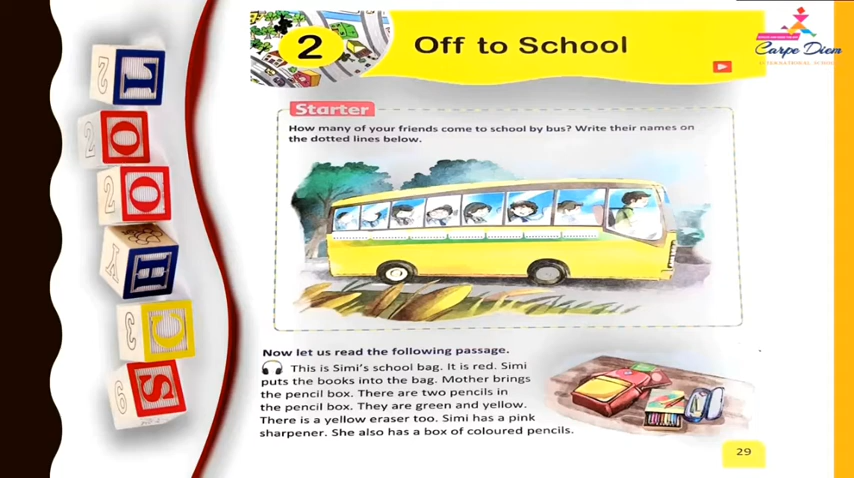 2
Off to School
Carpe Diem
INTERNATIONAL SCHOOL
Starter
How many of your friends come to school by bus? Write their names on
the dotted lines below.
Now let us read the following passage.
This is Simi's school bag. It is red. Simi
puts the books into the bag. Mother brings
the pencil box. There are two pencils in
the pencil box. They are green and yellow.
There is a yellow eraser too. Simi has a pink
sharpener. She also has a box of coloured pencils.
29
L
O
O
H
C
S